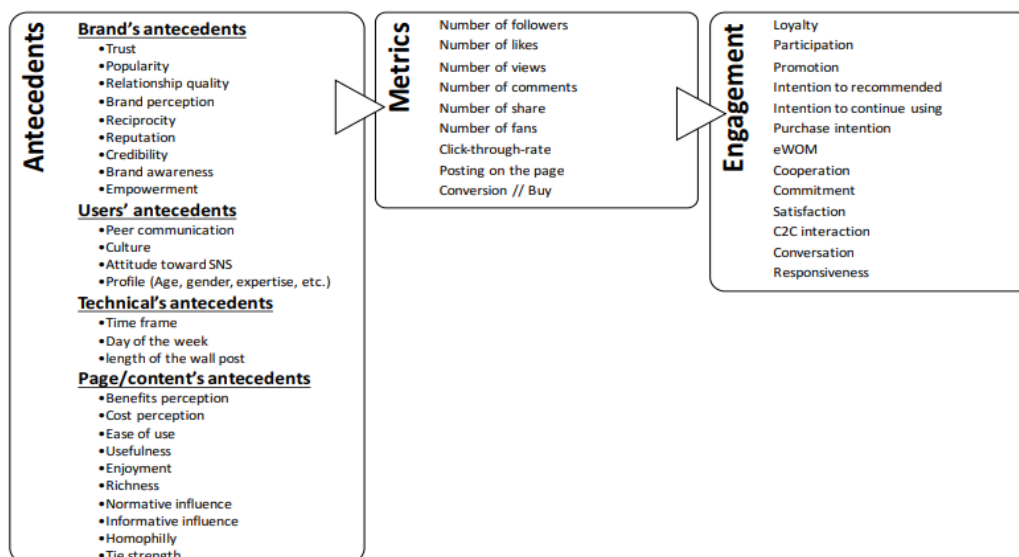 Antecedents
Brand's antecedents
•Trust
•Popularity
•Relationship quality
•Brand perception
•Reciprocity
•Reputation
•Credibility
•Brand awareness
•Empowerment
Users' antecedents
•Peer communication
•Culture
•Attitude toward SNS
•Profile (Age, gender, expertise, etc.)
Technical's antecedents
•Time frame
•Day of the week
•length of the wall post
Page/content's antecedents
•Benefits perception
•Cost perception
•Ease of use
•Usefulness
•Enjoyment
•Richness
•Normative influence
•Informative influence
•Homophilly
•Tie strength
Metrics
Number of followers
Number of likes
Number of views
Number of comments
Number of share
Number of fans
Click-through-rate
Posting on the page
Conversion // Buy
Engagement
Loyalty
Participation
Promotion
Intention to recommended
Intention to continue using
Purchase intention
eWOM
Cooperation
Commitment
Satisfaction
C2C interaction
Conversation
Responsiveness